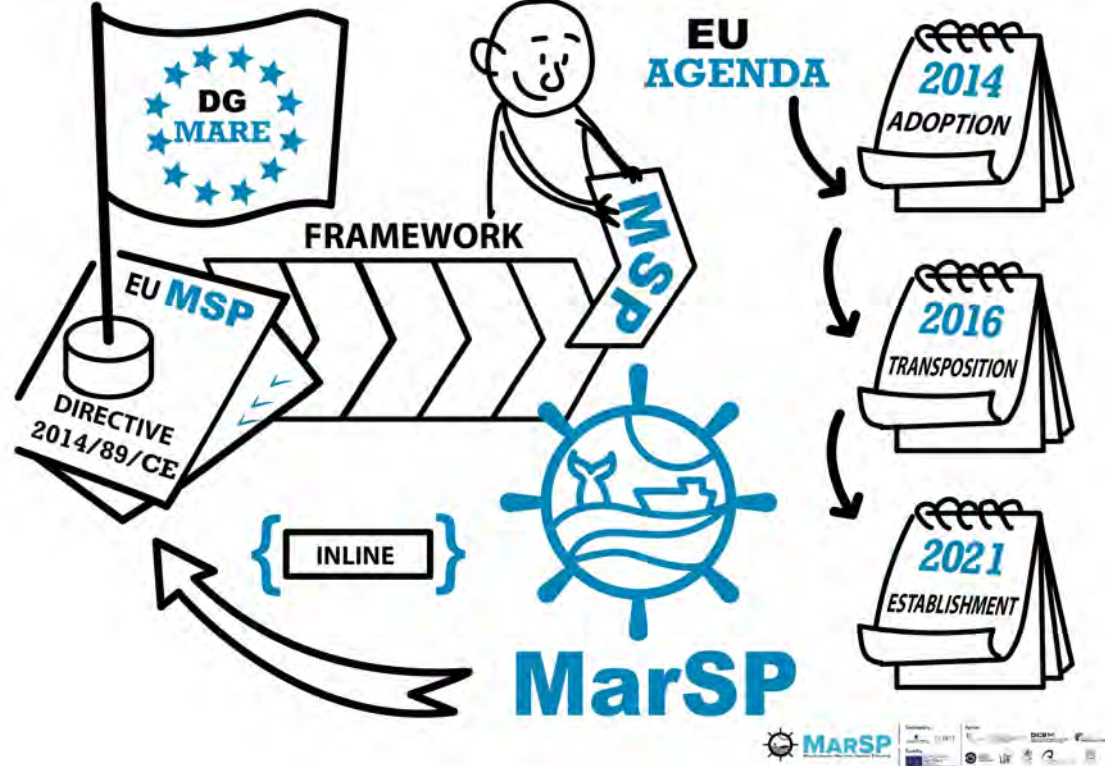 DG
MARE
EU MSP
DIRECTIVE
2014/89/CE
FRAMEWORK
MSP
EU
AGENDA
2014
ADOPTION
2016
TRANSPOSITION
2021
ESTABLISHMENT
{ INLINE }
MarSP
MARSP